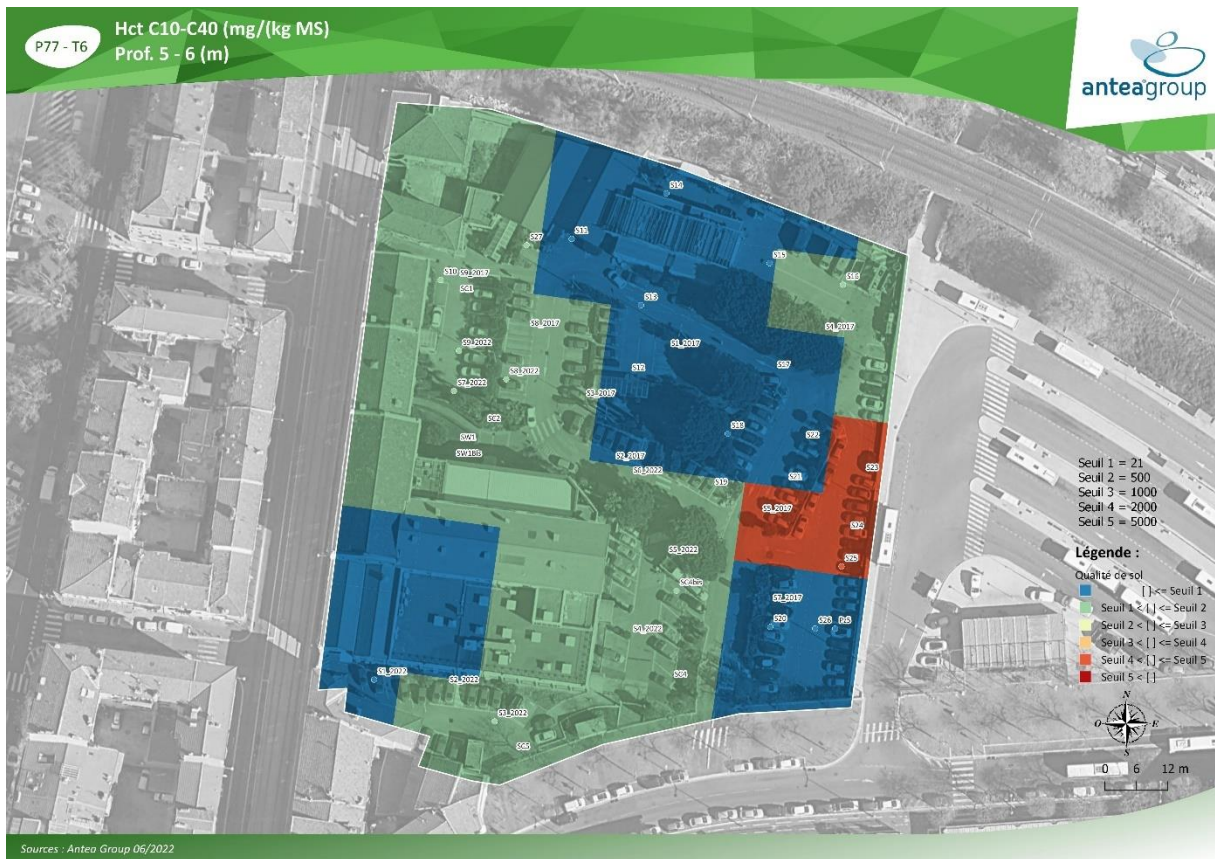 P77 - T6
Hct C10-C40 (mg/(kg MS)
Prof. 5 - 6 (m)
anteagroup
S14
S27
S11
S15
S10
S9_2017
S16
SC1
S13
S8_2017
S4_2017
S9_2022
S1_2017
S17
S8_2022
S12
S7_2022
S3_2017
SC2
S18
S22
SW1
SW1Bis
S2_2017
S6_2022
S23
S19
S21
S24
S5_2022
S25
SC4bis
S7_2017
S20
S26
S4_2022
S1_2022
S2_2022
SC4
S3_2022
Seuil 1 = 21
Seuil 2 = 500
Seuil 3 = 1000
Seuil 4 = 2000
Seuil 5 = 5000
Légende :
Qualité de sol
[ ] <= Seuil 1
Seuil 1 < [ ] <= Seuil 2
Seuil 2 < [ ] <= Seuil 3
Seuil 3 < [ ] <= Seuil 4
Seuil 4 < [ ] <= Seuil 5
Seuil 5 < [ ]
N
O
E
S
0 6 12 m
Sources : Antea Group 06/2022